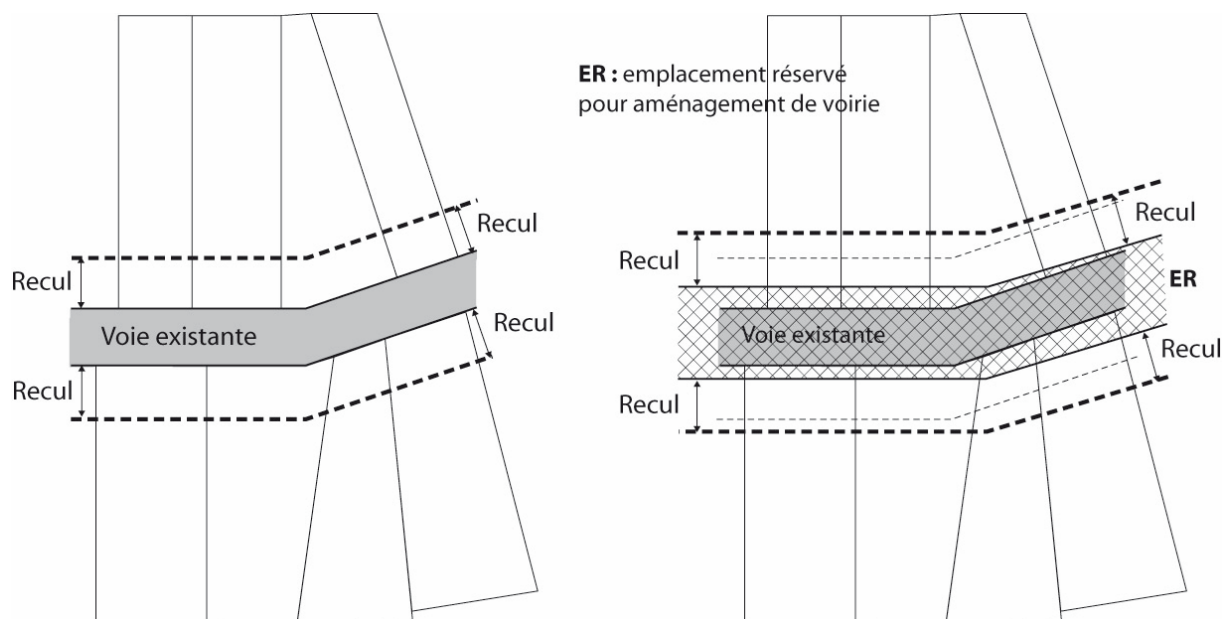 Recul
Recul
Voie existante
Recul
Recul
ER : emplacement réservé
pour aménagement de voirie
Recul
Recul
ER
Voie existante
Recul
Recul